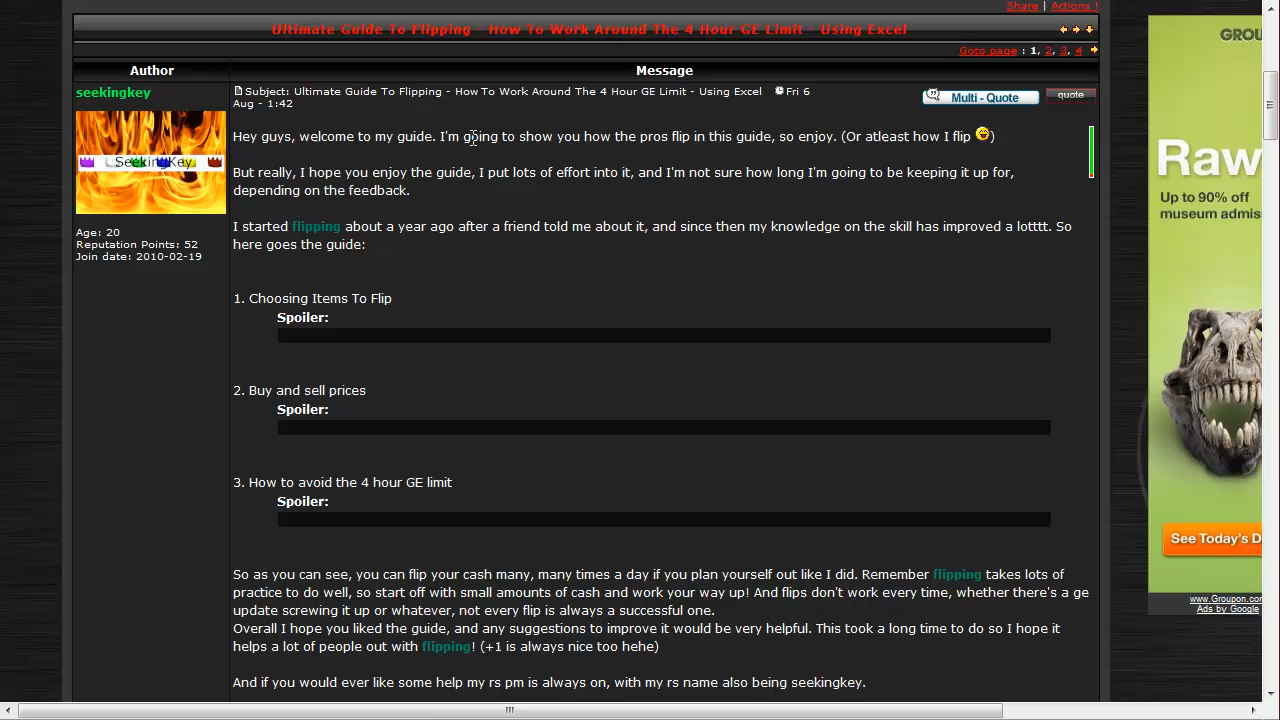 Share | Actions !
Ultimate Guide To Flipping - How To Work Around The 4 Hour GE Limit - Using Excel
Goto page : 1, 2, 3, 4
Author
Message
seekingkey
Subject: Ultimate Guide To Flipping - How To Work Around The 4 Hour GE Limit - Using Excel Fri 6
Aug - 1:42
Multi - Quote
quote
SeekingKey
Age: 20
Reputation Points: 52
Join date: 2010-02-19
Hey guys, welcome to my guide. I'm going to show you how the pros flip in this guide, so enjoy. (Or atleast how I flip )
But really, I hope you enjoy the guide, I put lots of effort into it, and I'm not sure how long I'm going to be keeping it up for,
depending on the feedback.
I started flipping about a year ago after a friend told me about it, and since then my knowledge on the skill has improved a lotttt. So
here goes the guide:
1. Choosing Items To Flip
Spoiler:
2. Buy and sell prices
Spoiler:
3. How to avoid the 4 hour GE limit
Spoiler:
So as you can see, you can flip your cash many, many times a day if you plan yourself out like I did. Remember flipping takes lots of
practice to do well, so start off with small amounts of cash and work your way up! And flips don't work every time, whether there's a ge
update screwing it up or whatever, not every flip is always a successful one.
Overall I hope you liked the guide, and any suggestions to improve it would be very helpful. This took a long time to do so I hope it
helps a lot of people out with flipping! (+1 is always nice too hehe)
And if you would ever like some help my rs pm is always on, with my rs name also being seekingkey.
GROU
Raw
Up to 90% off
museum admis
See Today's D
www.Groupon.con
Ads by Google